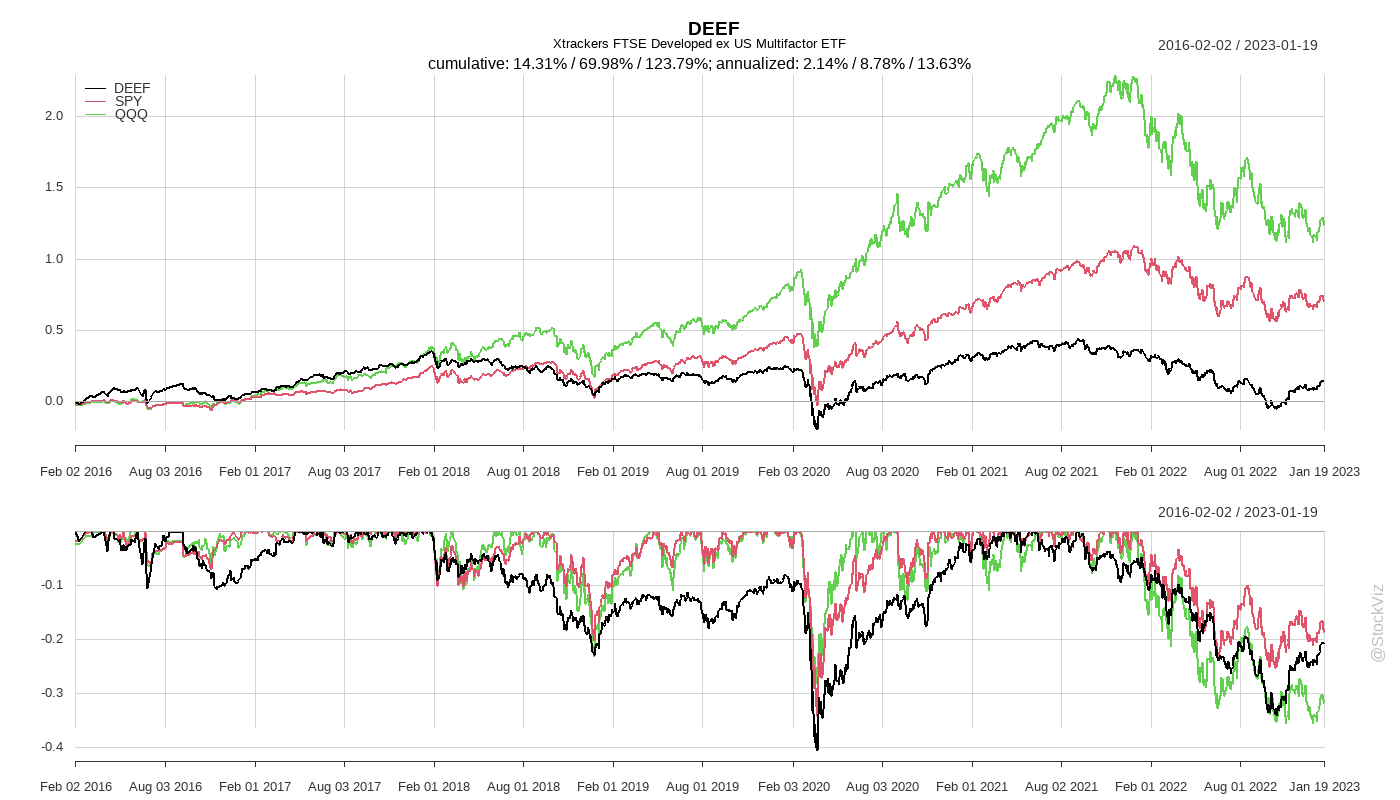 DEEF
Xtrackers FTSE Developed ex US Multifactor ETF
2016-02-02 / 2023-01-19
cumulative: 14.31% / 69.98% / 123.79%; annualized: 2.14% / 8.78% / 13.63%
DEEF
SPY
QQQ
2.0
1.5
1.0
0.5
0.0
Feb 02 2016 Aug 03 2016 Feb 01 2017 Aug 03 2017 Feb 01 2018 Aug 01 2018 Feb 01 2019 Aug 01 2019 Feb 03 2020 Aug 03 2020 Feb 01 2021 Aug 02 2021 Feb 01 2022 Aug 01 2022 Jan 19 2023
2016-02-02 / 2023-01-19
-0.1
-0.2
-0.3
-0.4
Feb 02 2016 Aug 03 2016 Feb 01 2017 Aug 03 2017 Feb 01 2018 Aug 01 2018 Feb 01 2019 Aug 01 2019 Feb 03 2020 Aug 03 2020 Feb 01 2021 Aug 02 2021 Feb 01 2022 Aug 01 2022 Jan 19 2023
@StockViz